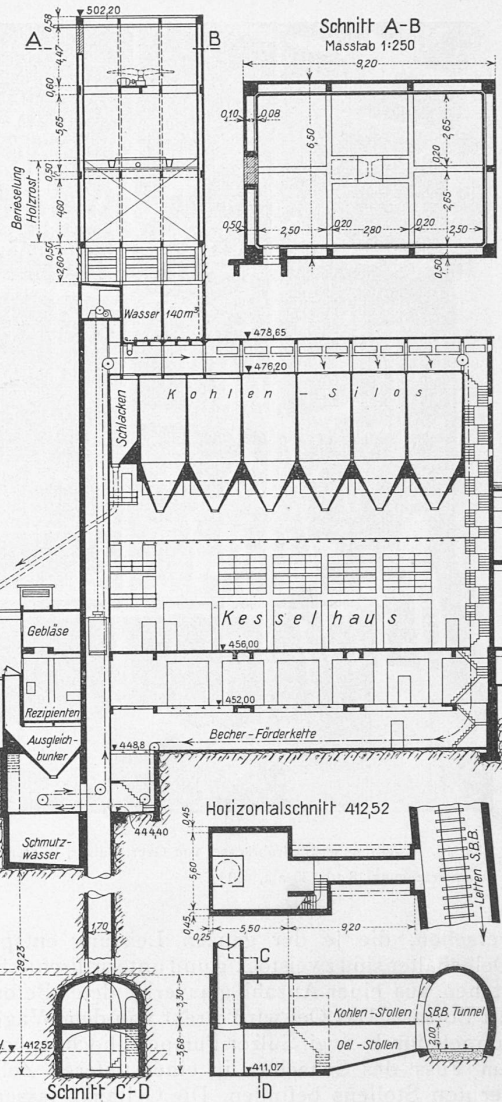 502,20
0,58
A
B
4,47
0,60
5,65
0,50
Berieselung
Holzrost
4,60
0,50
2,60
Schnitt A-B
Masstab 1:250
9,20
0,10
0,08
6,50
2,65
0,20
2,65
0,50
2,50
0,20
2,80
0,20
2,50
0,50
Wasser 140m³
478,65
476,20
Kohlen – Silos
Schlacken
Kesselhaus
Gebläse
456,00
Rezipienten
452,00
Ausgleich-
bunker
Becher-Förderkette
448,8
444,40
Schmutz-
wasser
Horizontalschnitt 412,52
0,45
5,60
0,45
0,25
5,50
9,20
Letten S.B.B.
1,70
29,23
C
3,30
Kohlen-Stollen
S.B.B. Tunnel
412,52
3,68
Oel-Stollen
2,00
411,07
Schnitt C-D
D